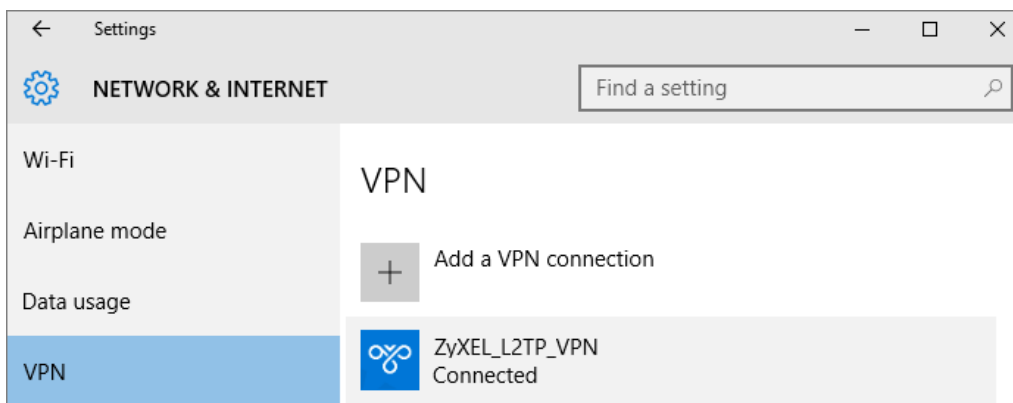 Settings
NETWORK & INTERNET
Find a setting
Wi-Fi
Airplane mode
Data usage
VPN
VPN
Add a VPN connection
ZyXEL_L2TP_VPN
Connected